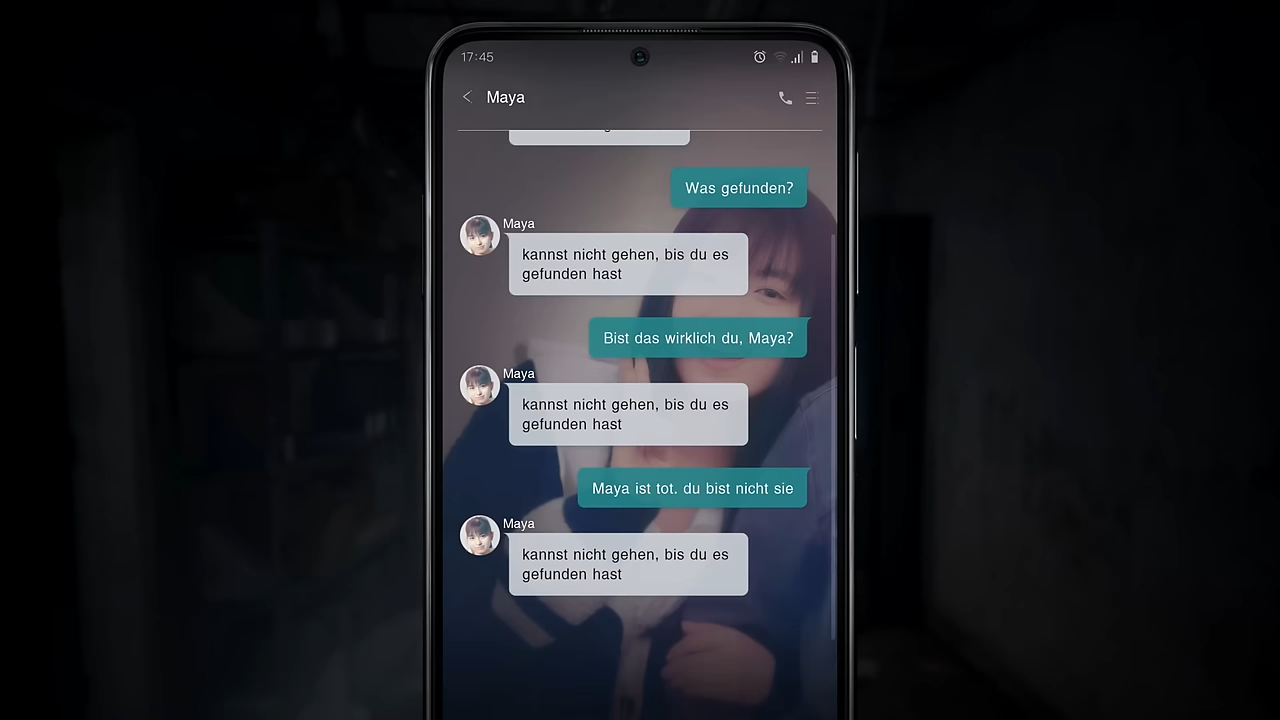 17:45
Maya
Was gefunden?
Maya
kannst nicht gehen, bis du es
gefunden hast
Bist das wirklich du, Maya?
Maya
kannst nicht gehen, bis du es
gefunden hast
Maya ist tot. du bist nicht sie
Maya
kannst nicht gehen, bis du es
gefunden hast